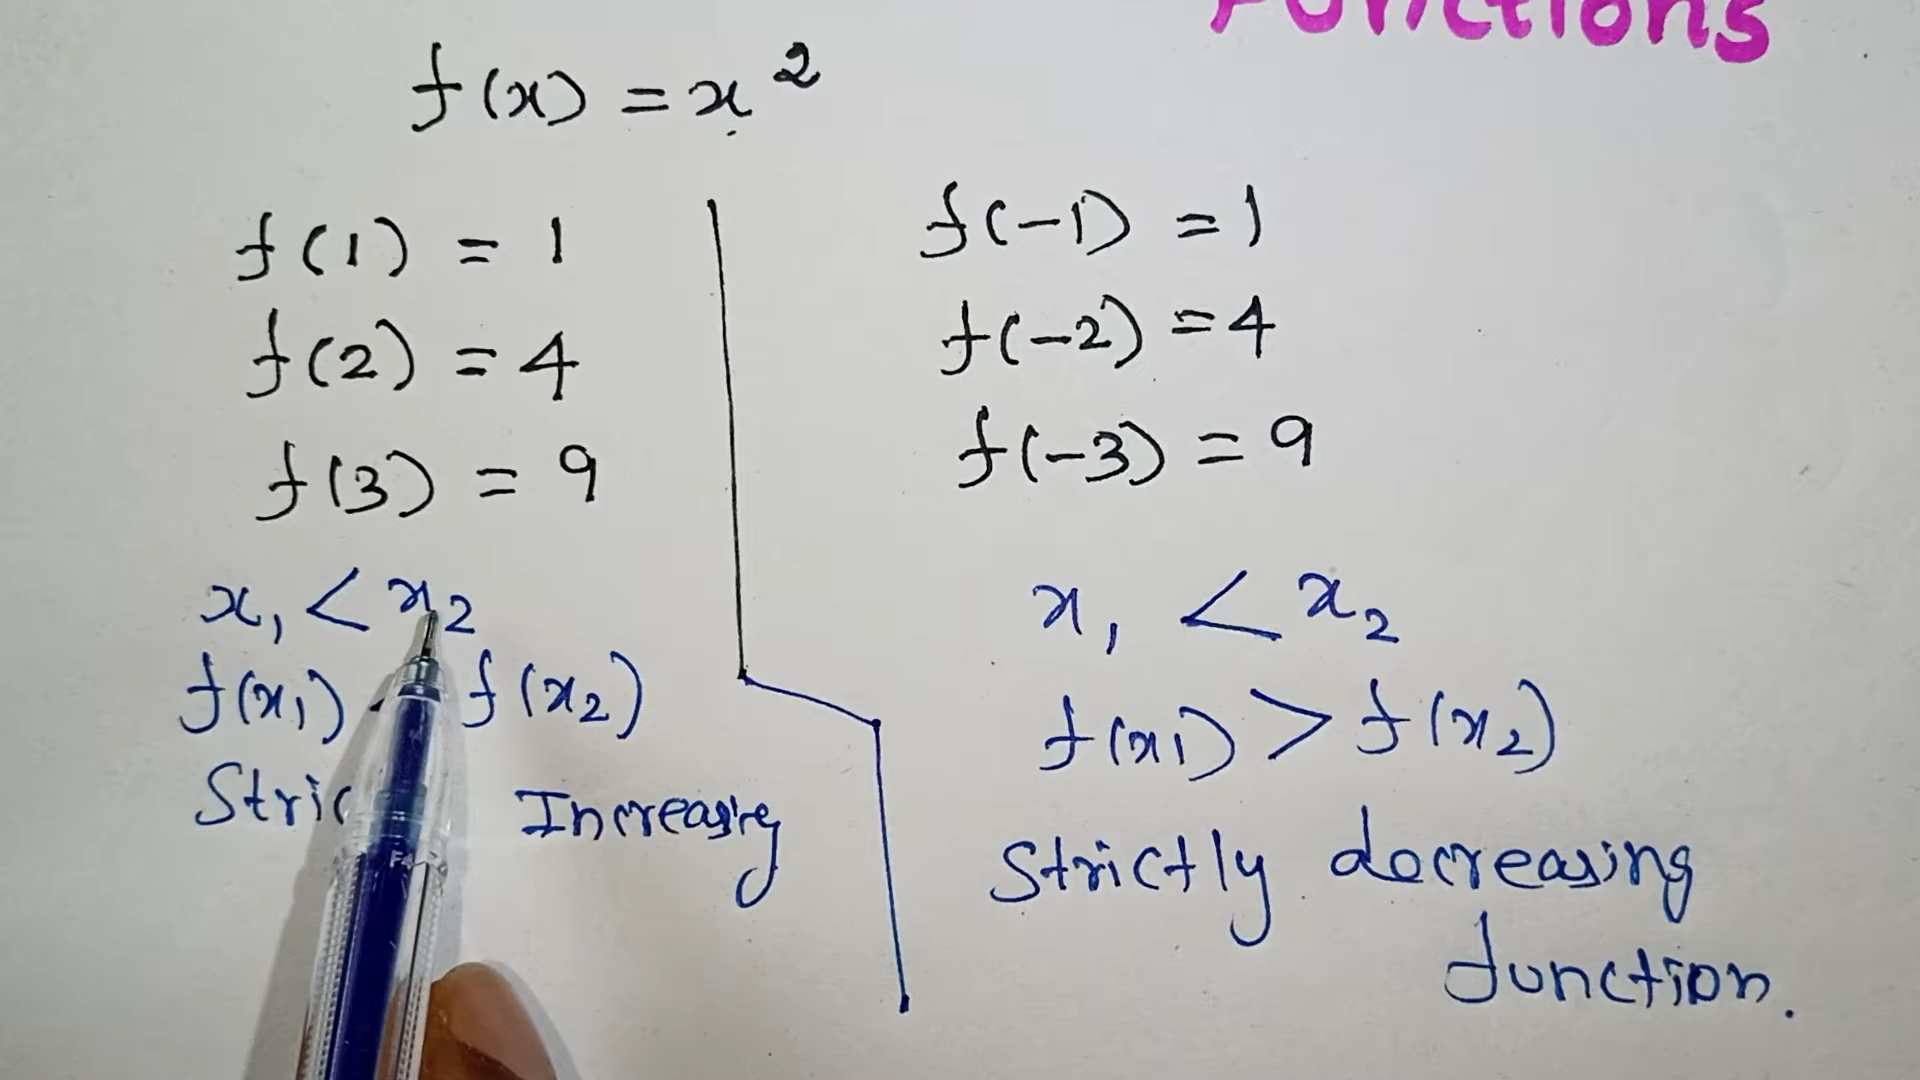 Functions
f(x) = x²
f(1) = 1
f(2) = 4
f(3) = 9
x₁ < x₂
f(x₁) f(x₂)
Increasing
f(-1) = 1
f(-2) = 4
f(-3) = 9
x₁ < x₂
f(x₁) > f(x₂)
Strictly decreasing
function.